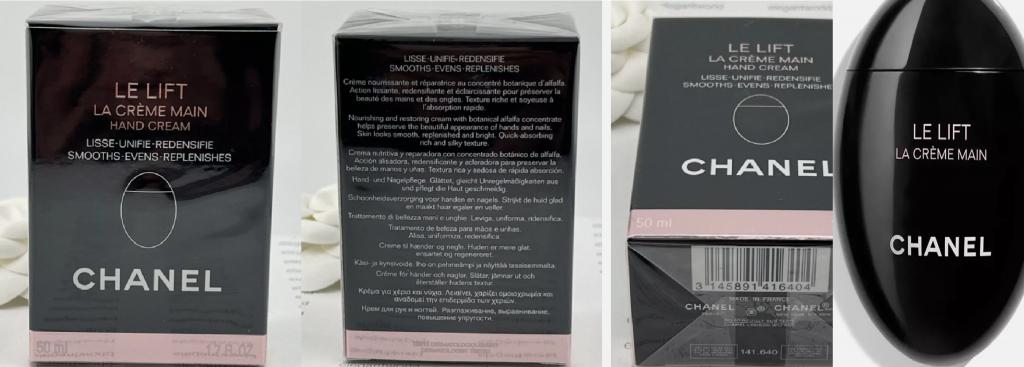 LE LIFT
LA CRÈME MAIN
HAND CREAM
LISSE-UNIFIE-REDENSIFIE
SMOOTHS-EVENS-REPLENISHES
CHANEL
50 ml
1.7 fl. oz.
LISSE-UNIFIE-REDENSIFIE
SMOOTHS-EVENS-REPLENISHES
Crème nourrissante et réparatrice au concentré botanique d'alfalfa.
Action lissante, redensifiante et éclaircissante pour préserver la
beauté des mains et des ongles. Texture riche et soyeuse à
l'absorption rapide.
Nourishing and restoring cream with botanical alfalfa concentrate
helps preserve the beautiful appearance of hands and nails.
Skin looks smooth, replenished and bright. Quick-absorbing
rich and silky texture.
Crema nutritiva y reparadora con concentrado botánico de alfalfa.
Acción alisadora, redensificante y aclaradora para preservar la
belleza de manos y uñas. Textura rica y sedosa de rápida absorción.
Hand- und Nagelpflege. Glättet, gleicht Unregelmäßigkeiten aus
und pflegt die Haut geschmeidig.
Schoonheidsverzorging voor handen en nagels. Strijkt de huid glad
en maakt haar egaler en voller.
Trattamento di bellezza mani e unghie. Leviga, uniforma, ridensifica.
Tratamento de beleza para mãos e unhas.
Alisa, uniformiza, redensifica.
Creme til hænder og negle. Huden er mere glat,
ensartet og regenereret.
Käsi- ja kynsivoide. Iho on pehmeämpi ja näyttää tasaisemmalta.
Crème för händer och naglar. Slätar, jämnar ut och
återställer hudens textur.
Κρέμα για χέρια και νύχια. Λειαίνει, χαρίζει ομοιοχρωμία και
αναδομεί την επιδερμίδα των χεριών.
Крем для рук и ногтей. Разглаживание, выравнивание,
повышение упругости.
LE LIFT
LA CRÈME MAIN
HAND CREAM
LISSE-UNIFIE-REDENSIFIE
SMOOTHS-EVENS-REPLENISHE
CHANEL
50 ml
3 145891 416404
MADE IN FRANCE
CHANEL CHANEL
141.640
LE LIFT
LA CRÈME MAIN
CHANEL